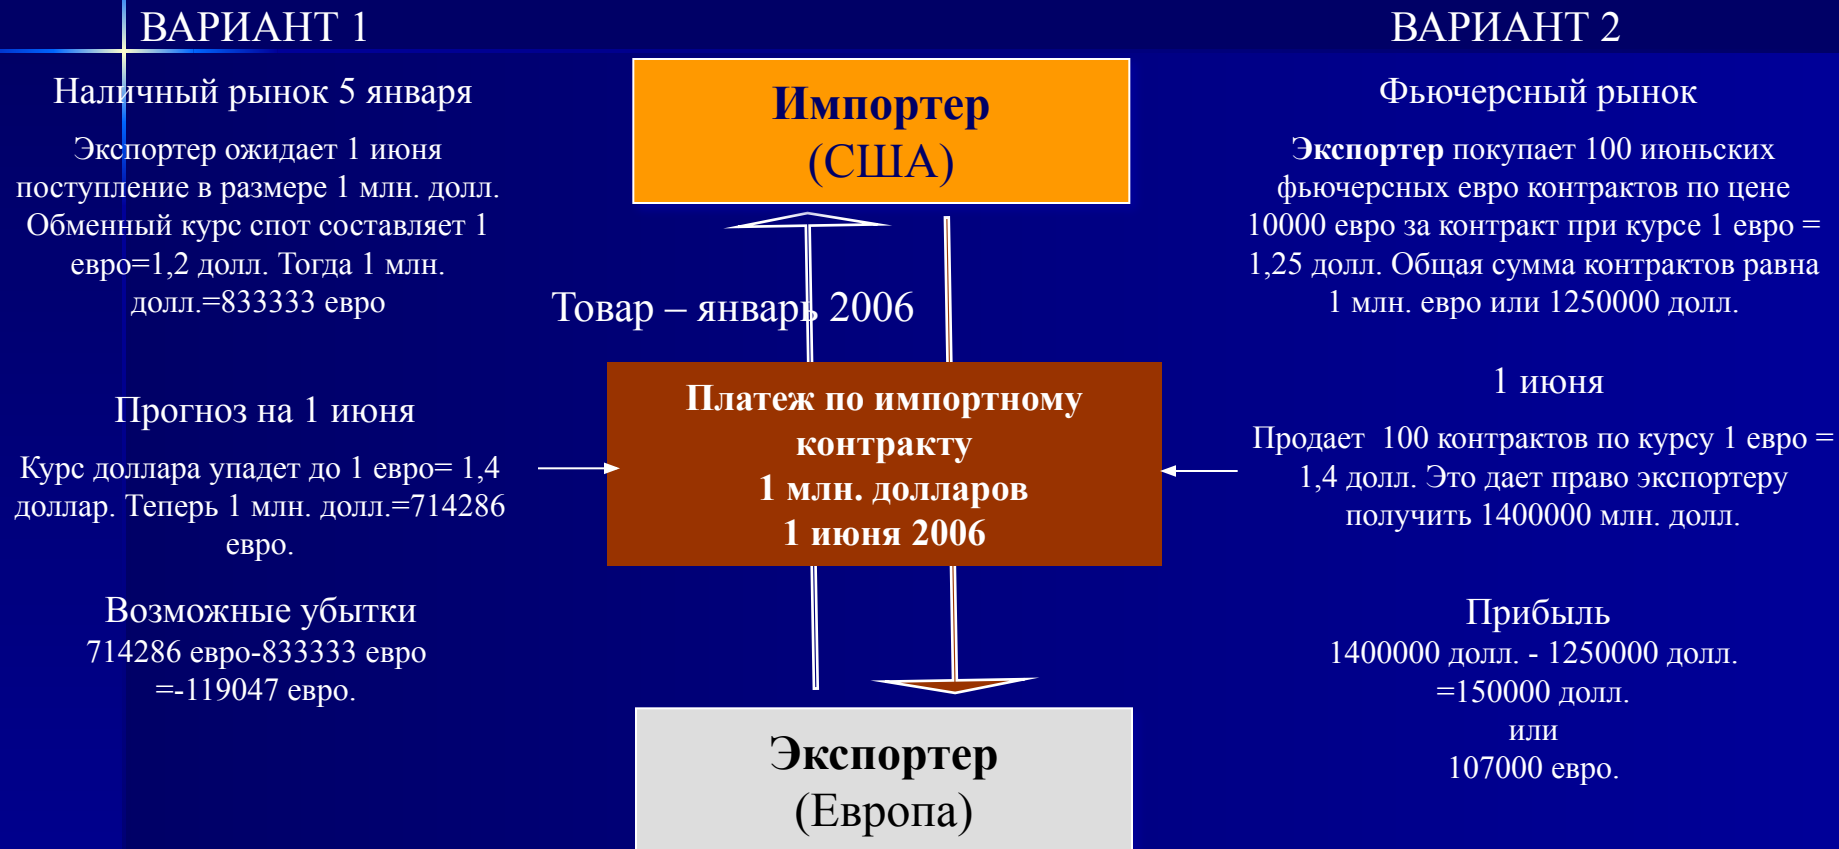 ВАРИАНТ 1
Наличный рынок 5 января
Экспортер ожидает 1 июня
поступление в размере 1 млн. долл.
Обменный курс спот составляет 1
евро=1,2 долл. Тогда 1 млн.
долл.=833333 евро
Прогноз на 1 июня
Курс доллара упадет до 1 евро= 1,4
доллар. Теперь 1 млн. долл.=714286
евро.
Возможные убытки
714286 евро-833333 евро
=-119047 евро.
Импортер
(США)
Товар – январь 2006
Платеж по импортному
контракту
1 млн. долларов
1 июня 2006
Экспортер
(Европа)
ВАРИАНТ 2
Фьючерсный рынок
Экспортер покупает 100 июньских
фьючерсных евро контрактов по цене
10000 евро за контракт при курсе 1 евро =
1,25 долл. Общая сумма контрактов равна
1 млн. евро или 1250000 долл.
1 июня
Продает 100 контрактов по курсу 1 евро =
1,4 долл. Это дает право экспортеру
получить 1400000 млн. долл.
Прибыль
1400000 долл. - 1250000 долл.
=150000 долл.
или
107000 евро.